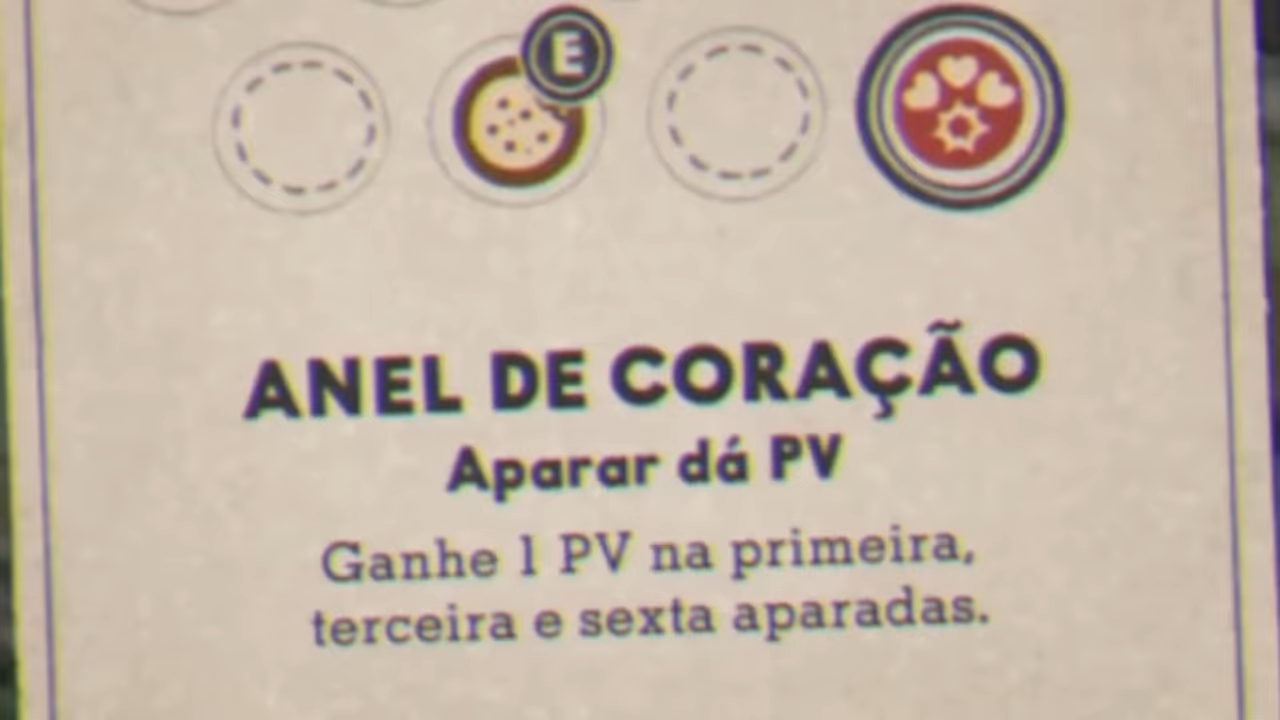 E
ANEL DE CORAÇÃO
Aparar dá PV
Ganhe 1 PV na primeira,
terceira e sexta aparadas.